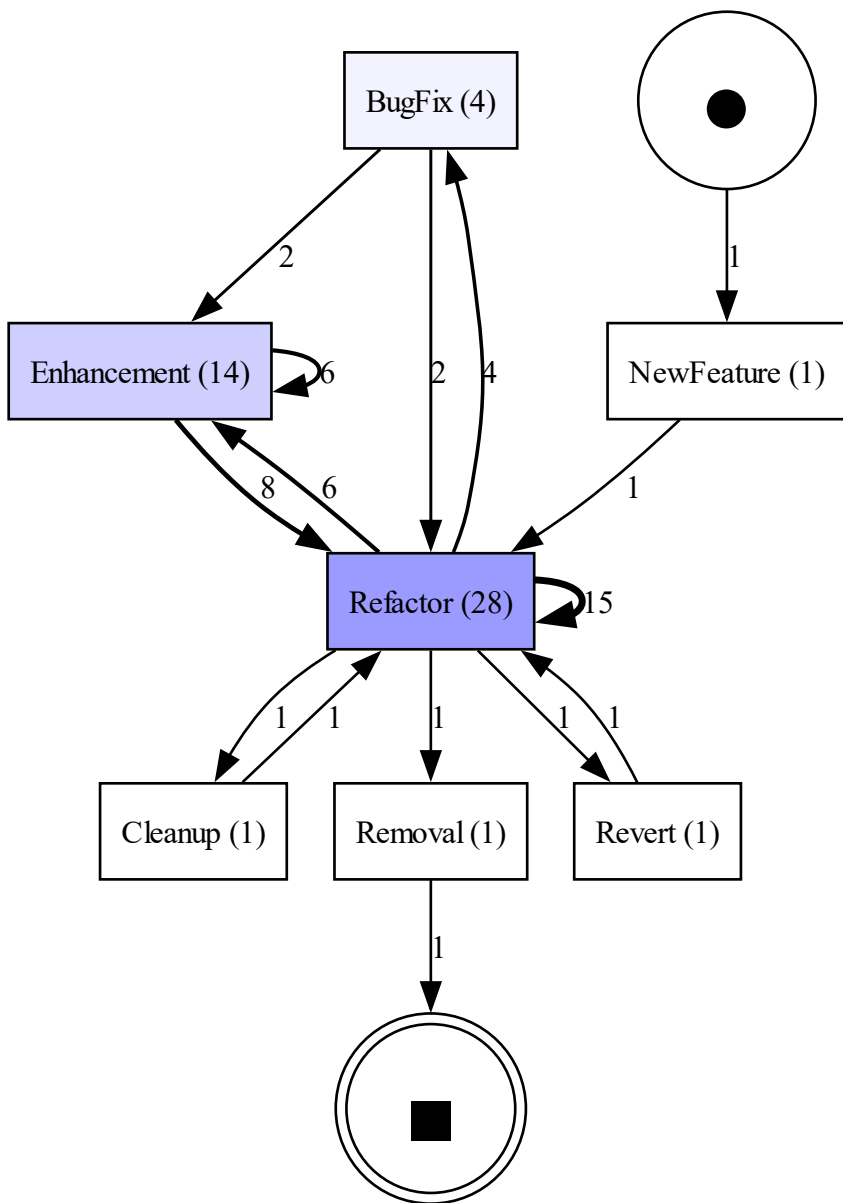 BugFix (4)
1
2
Enhancement (14)
6
2
4
NewFeature (1)
8
6
1
Refactor (28)
15
1
1
1
1
1
Cleanup (1)
Removal (1)
Revert (1)
1